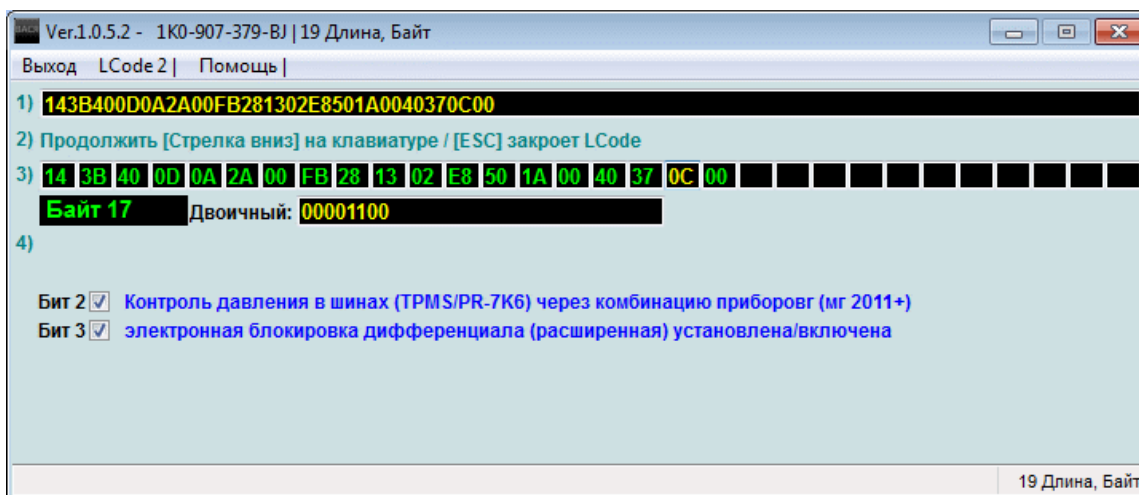 Ver.1.0.5.2 - 1K0-907-379-BJ | 19 Длина, Байт
Выход LCode 2 | Помощь |
1) 143B400D0A2A00FB281302E8501A0040370C00
2) Продолжить [Стрелка вниз] на клавиатуре / [ESC] закроет LCode
3) 14 3B 40 0D 0A 2A 00 FB 28 13 02 E8 50 1A 00 40 37 0C 00
Байт 17 Двоичный: 00001100
4)
Бит 2 Контроль давления в шинах (TPMS/PR-7K6) через комбинацию приборовг (мг 2011+)
Бит 3 электронная блокировка дифференциала (расширенная) установлена/включена
19 Длина, Байт